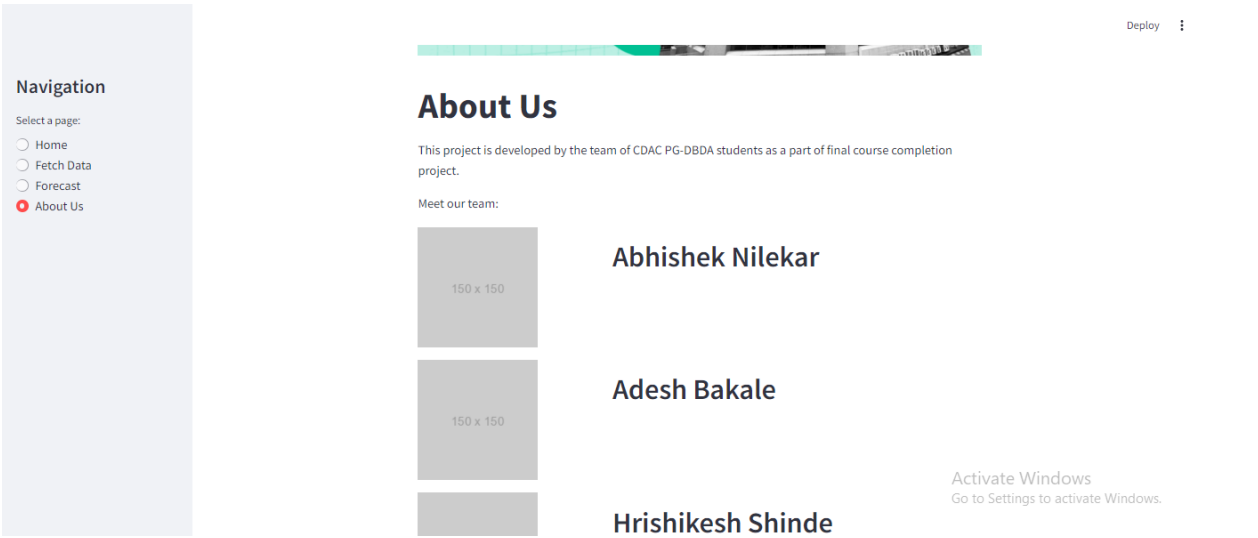 Deploy
Navigation
Select a page:
Home
Fetch Data
Forecast
About Us
About Us
This project is developed by the team of CDAC PG-DBDA students as a part of final course completion
project.
Meet our team:
150 x 150
Abhishek Nilekar
150 x 150
Adesh Bakale
Hrishikesh Shinde
Activate Windows
Go to Settings to activate Windows.